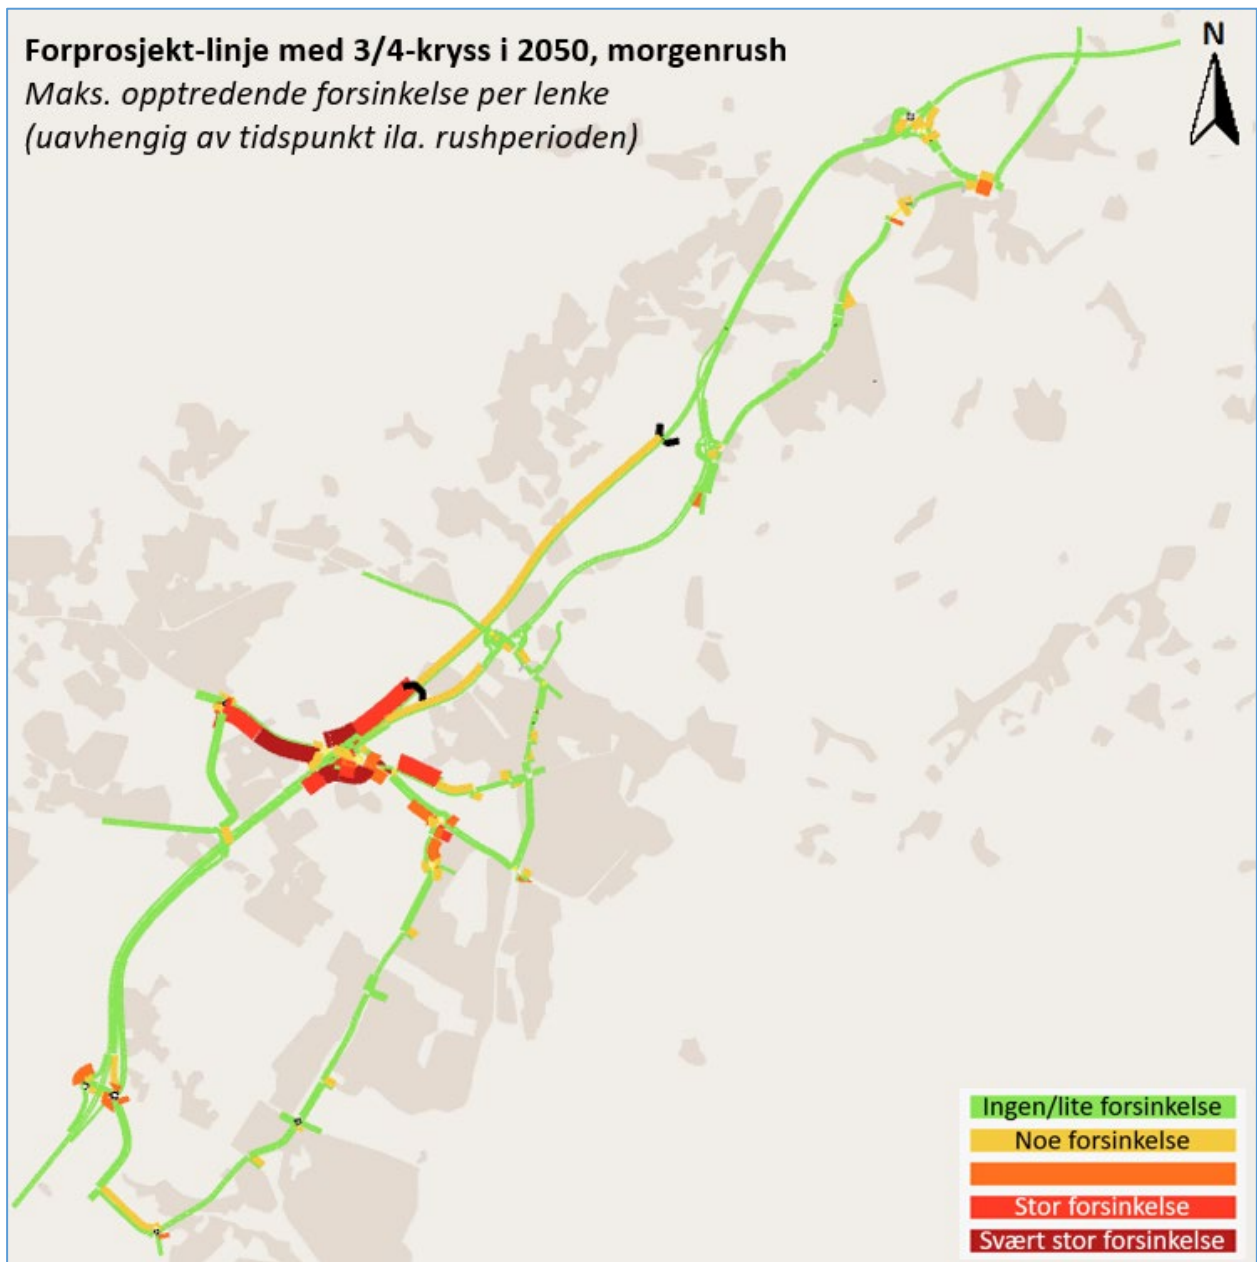 Forprosjekt-linje med 3/4-kryss i 2050, morgenrush
Maks. opptredende forsinkelse per lenke
(uavhengig av tidspunkt ila. rushperioden)
N
Ingen/lite forsinkelse
Noe forsinkelse
Stor forsinkelse
Svært stor forsinkelse